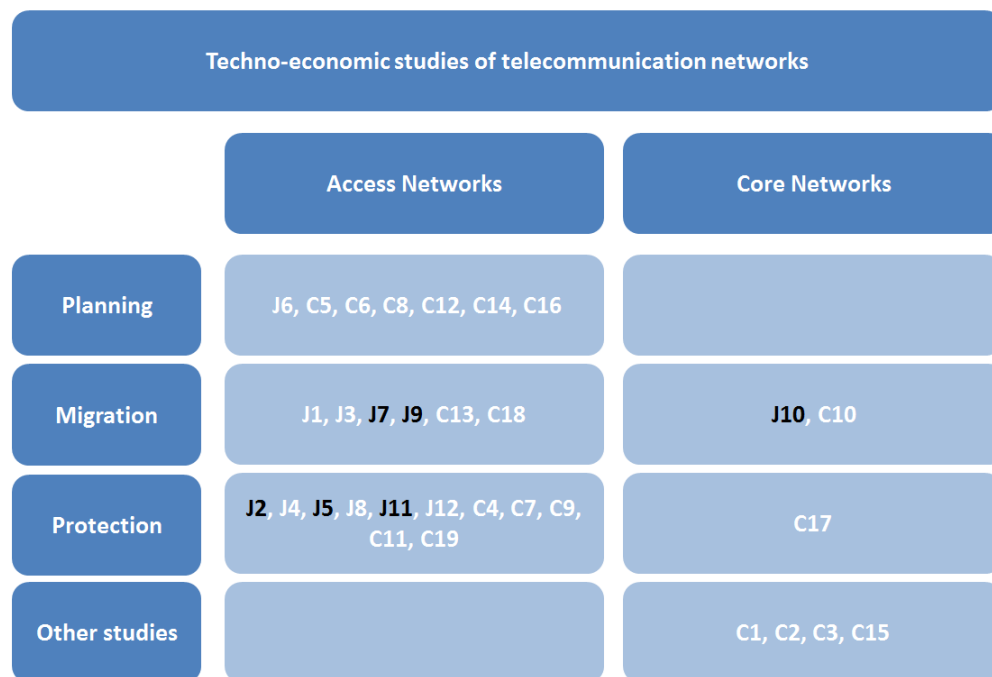 Techno-economic studies of telecommunication networks
Access Networks
Core Networks
Planning
J6, C5, C6, C8, C12, C14, C16
Migration
J1, J3, J7, J9, C13, C18
J10, C10
Protection
J2, J4, J5, J8, J11, J12, C4, C7, C9,
C11, C19
C17
Other studies
C1, C2, C3, C15